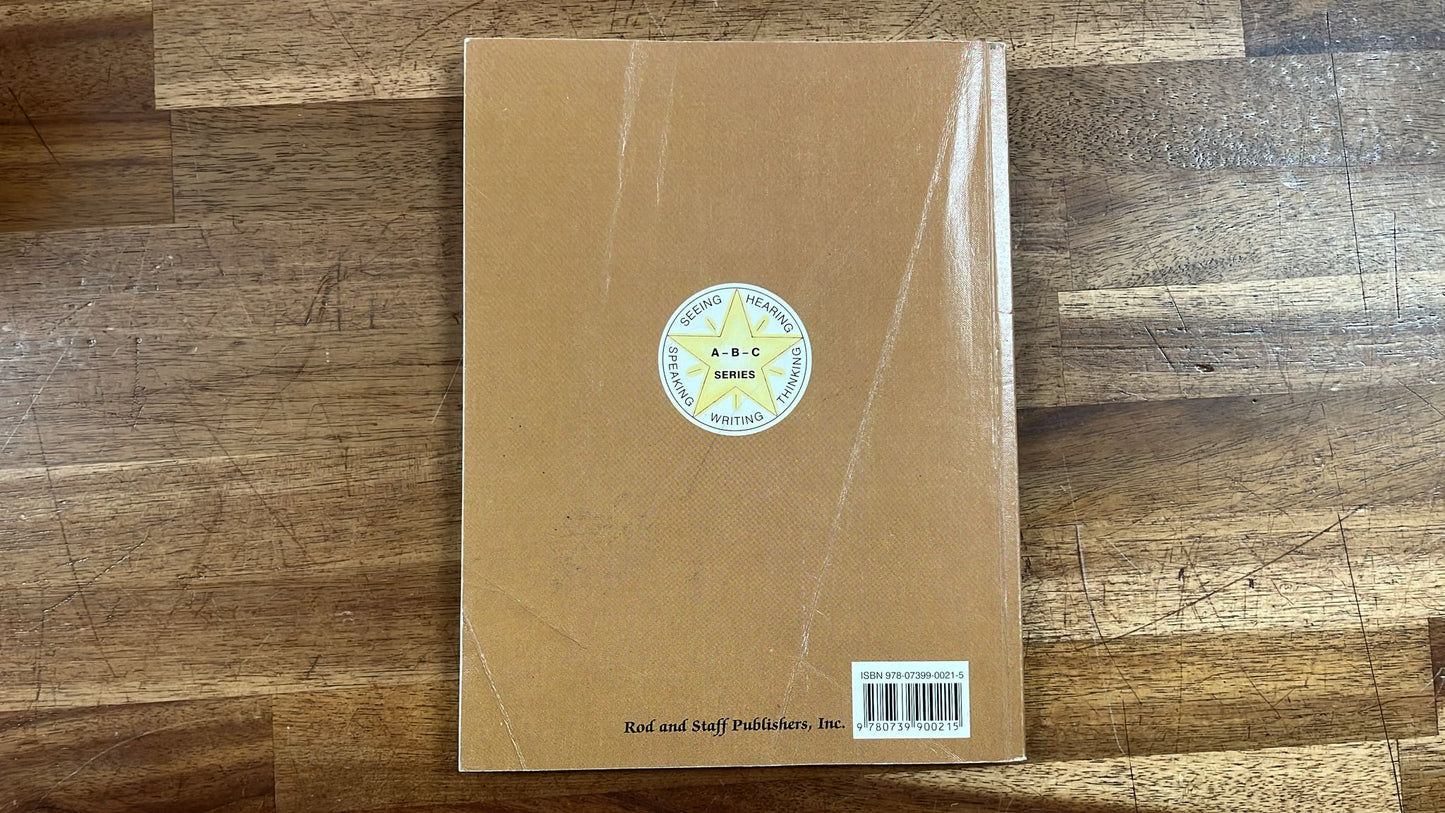 SEEING HEARING THINKING WRITING SPEAKING
A-B-C
SERIES
ISBN 978-07399-0021-5
Rod and Staff Publishers, Inc.
9 780739 900215